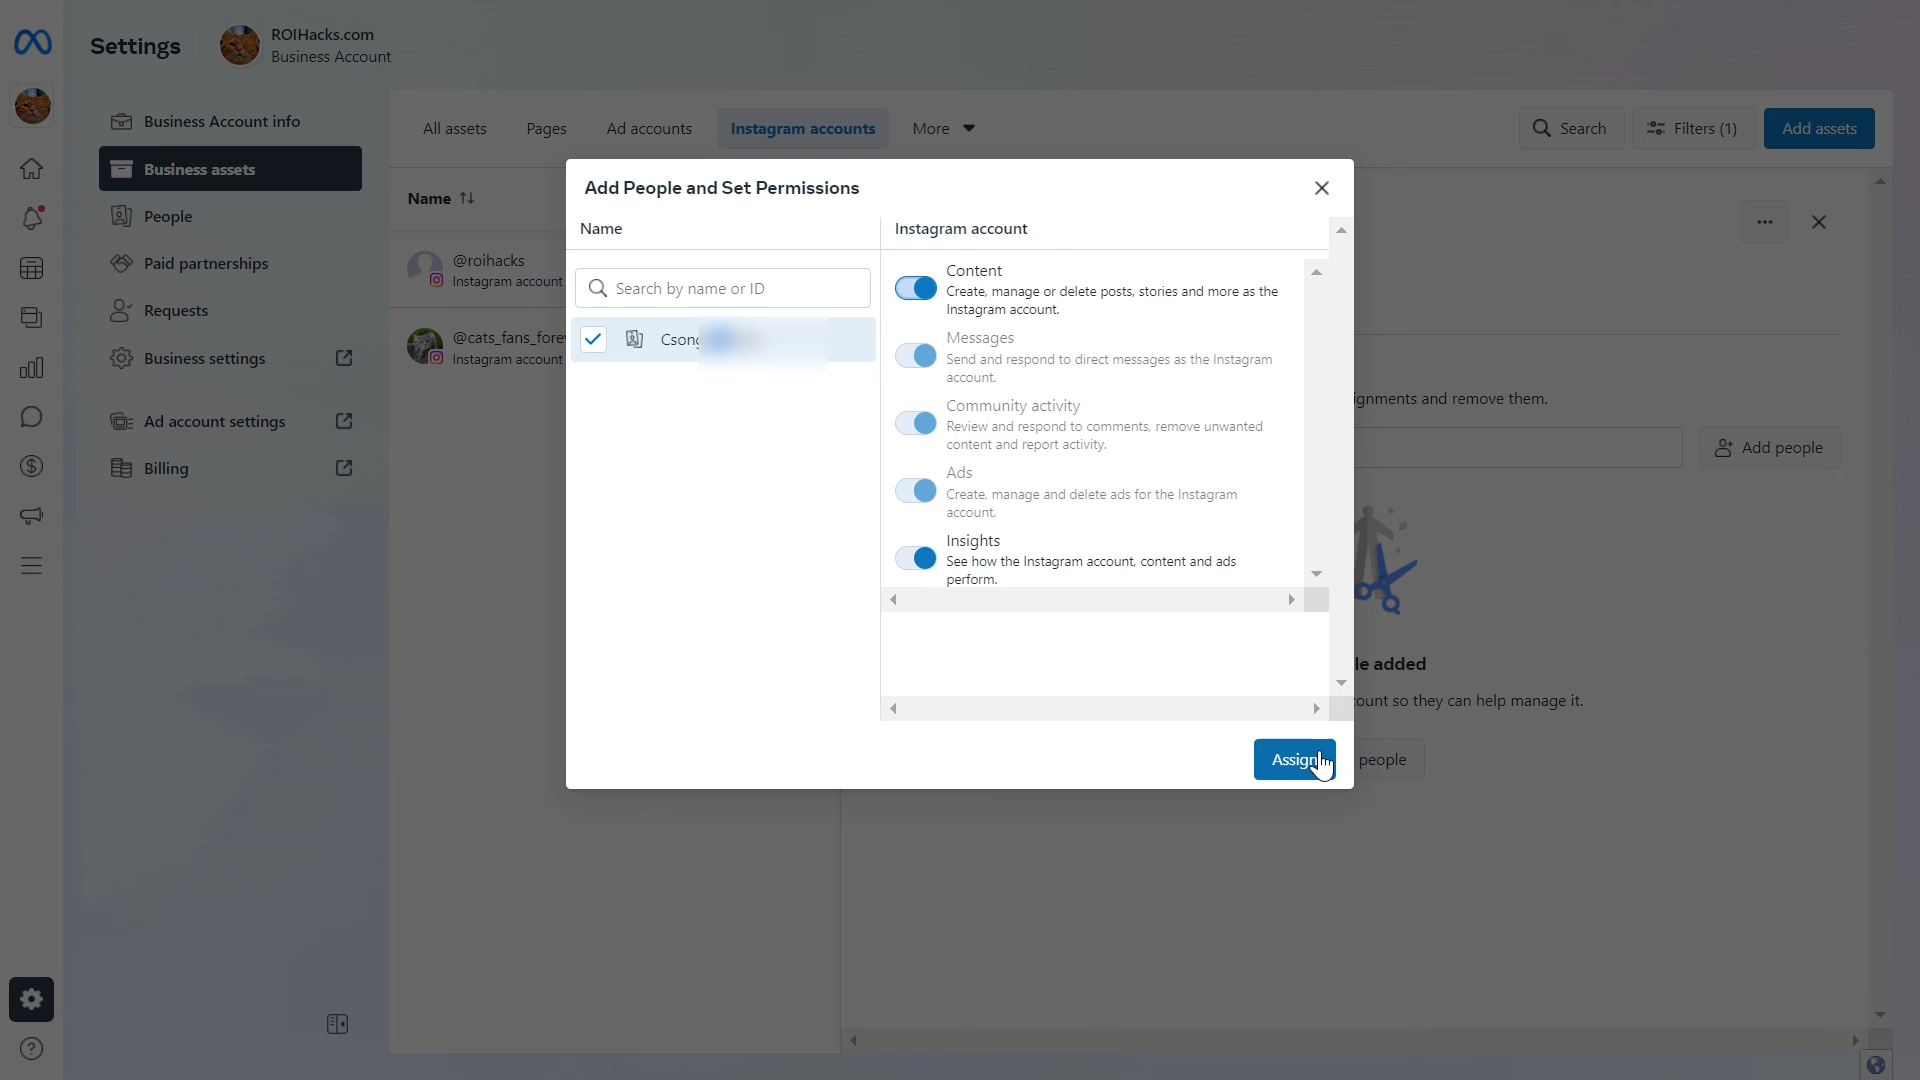 Settings
ROIHacks.com
Business Account
Business Account info
Business assets
People
Paid partnerships
Requests
Business settings
Ad account settings
Billing
All assets
Pages
Ad accounts
Instagram accounts
More
Search
Filters (1)
Add assets
Name
@roihacks
Instagram account
@cats_fans_fore
Instagram account
Add People and Set Permissions
Name
Instagram account
Search by name or ID
Csong
Content
Create, manage or delete posts, stories and more as the
Instagram account.
Messages
Send and respond to direct messages as the Instagram
account.
Community activity
Review and respond to comments, remove unwanted
content and report activity.
Ads
Create, manage and delete ads for the Instagram
account.
Insights
See how the Instagram account, content and ads
perform.
Assign
ignments and remove them.
Add people
le added
ount so they can help manage it.
people